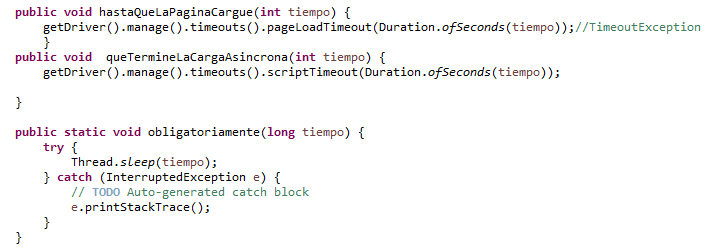 public void hastaQueLaPaginaCargue(int tiempo) {
    getDriver().manage().timeouts().pageLoadTimeout(Duration.ofSeconds(tiempo));//TimeoutException
    }
public void  queTermineLaCargaAsincrona(int tiempo) {
    getDriver().manage().timeouts().scriptTimeout(Duration.ofSeconds(tiempo));

}

public static void obligatoriamente(long tiempo) {
    try {
        Thread.sleep(tiempo);
    } catch (InterruptedException e) {
        // TODO Auto-generated catch block
        e.printStackTrace();
    }
}